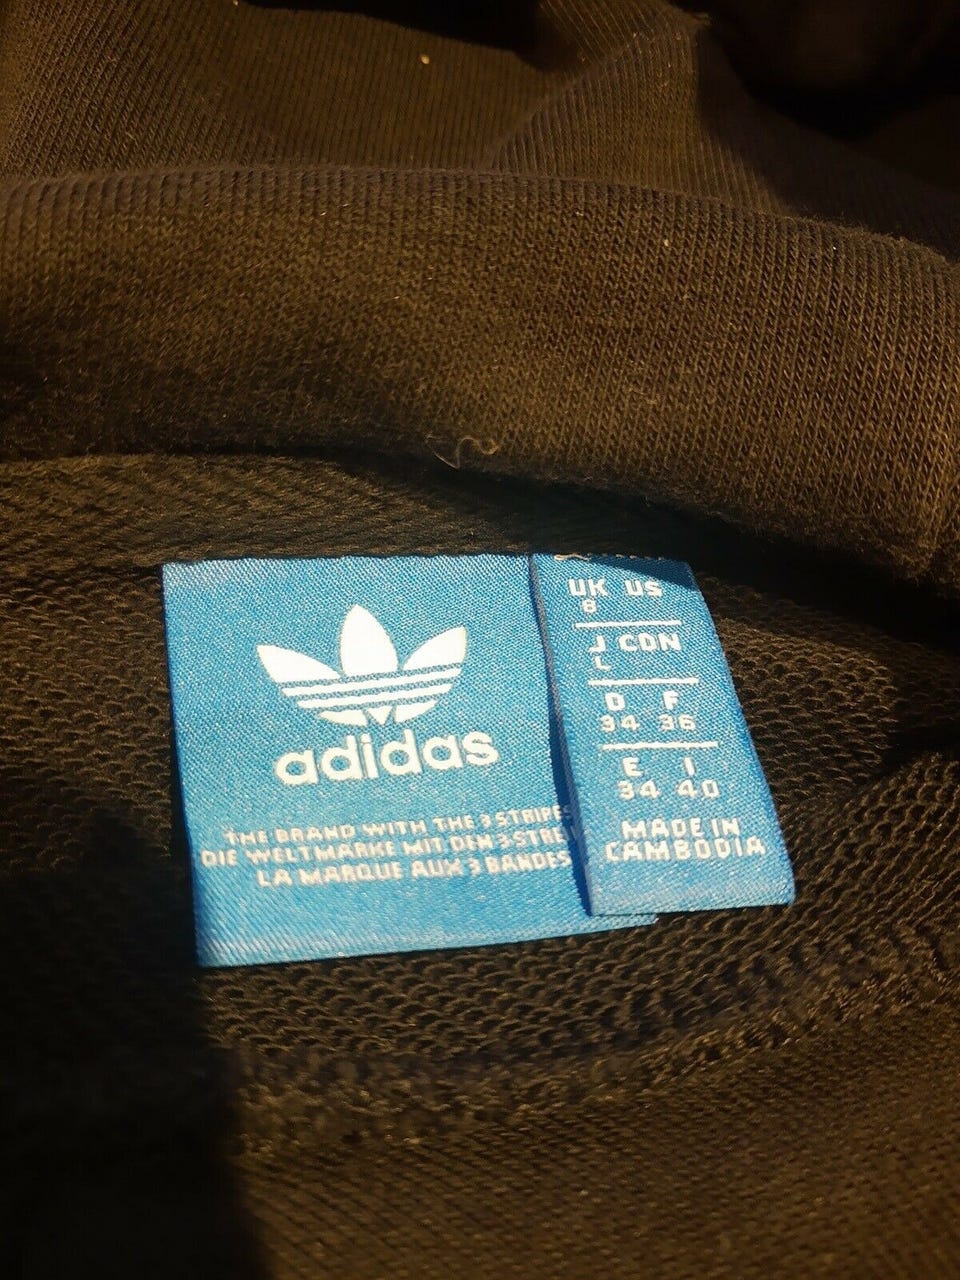 adidas
THE BRAND WITH THE 3 STRIPES
DIE WELTMARKE MIT DEN 3 STRE
LA MARQUE AUX 3 BANDES
UK US
8
J CDN
L
D F
34 36
E I
34 40
MADE IN
CAMBODIA